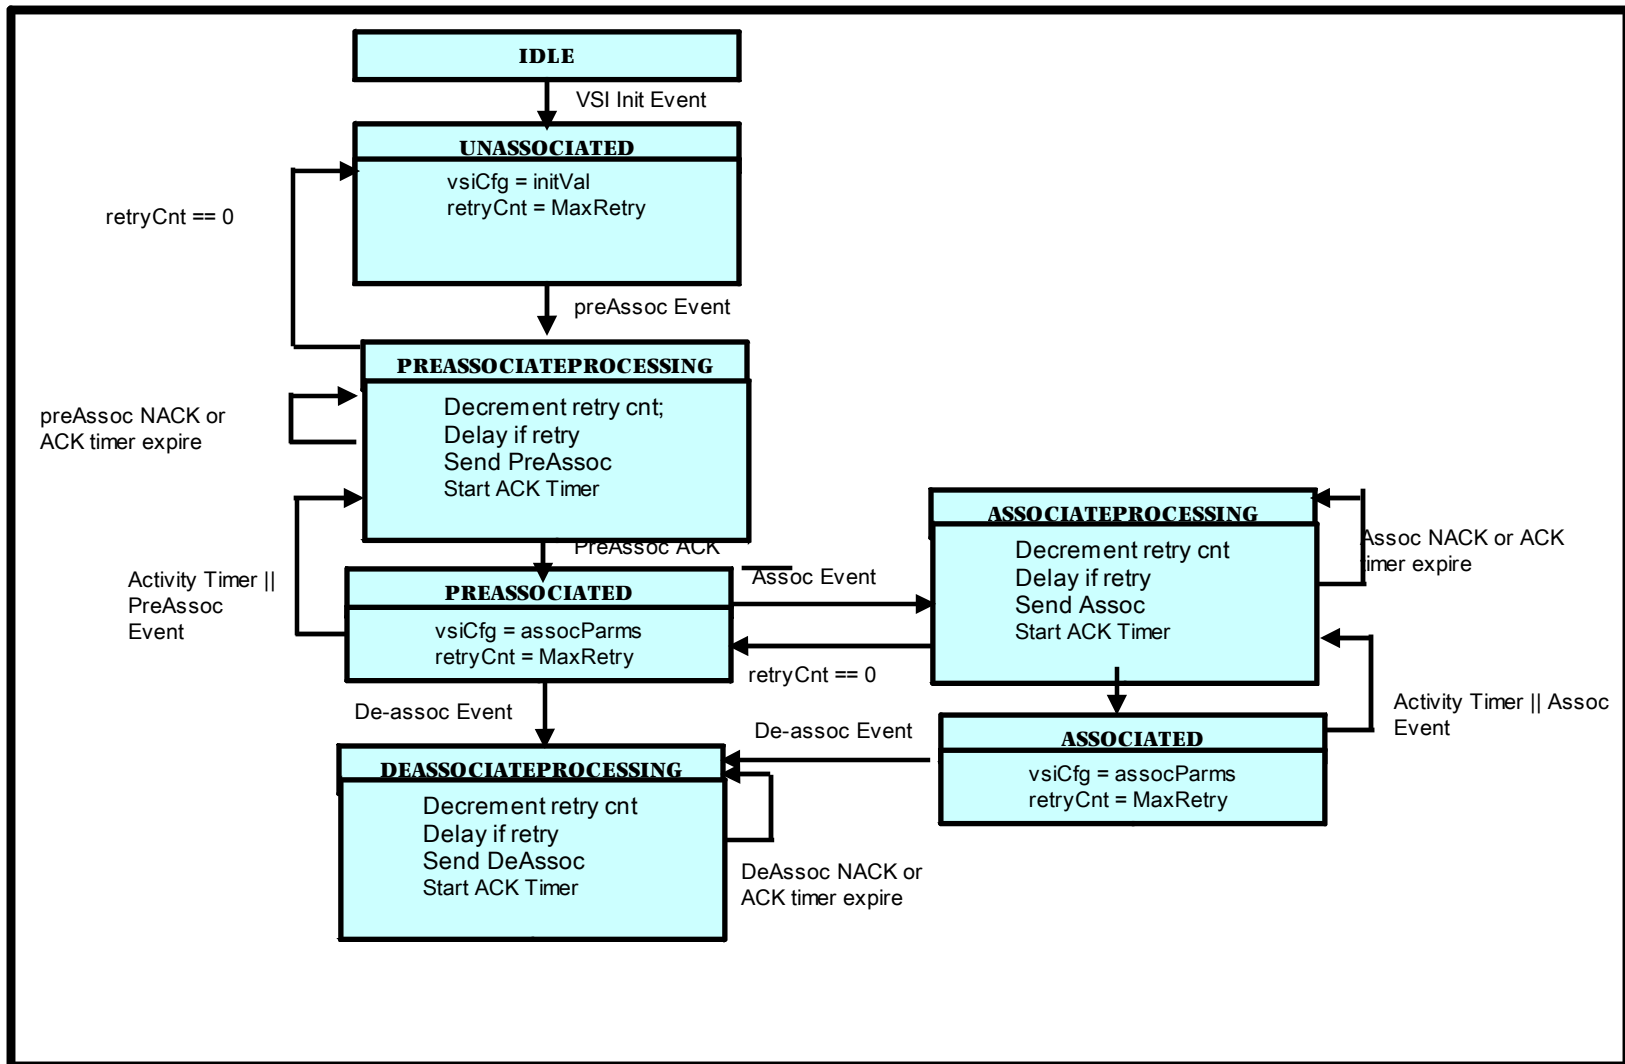 IDLE
VSI Init Event
UNASSOCIATED
vsiCfg = initVal
retryCnt = MaxRetry
retryCnt == 0
preAssoc Event
PREASSOCIATEPROCESSING
Decrement retry cnt;
Delay if retry
Send PreAssoc
Start ACK Timer
preAssoc NACK or
ACK timer expire
PreAssoc ACK
Activity Timer ||
PreAssoc
Event
PREASSOCIATED
vsiCfg = assocParms
retryCnt = MaxRetry
Assoc Event
retryCnt == 0
ASSOCIATEPROCESSING
Decrement retry cnt
Delay if retry
Send Assoc
Start ACK Timer
Assoc NACK or ACK
timer expire
Activity Timer || Assoc
Event
De-assoc Event
De-assoc Event
ASSOCIATED
vsiCfg = assocParms
retryCnt = MaxRetry
DEASSOCIATEPROCESSING
Decrement retry cnt
Delay if retry
Send DeAssoc
Start ACK Timer
DeAssoc NACK or
ACK timer expire